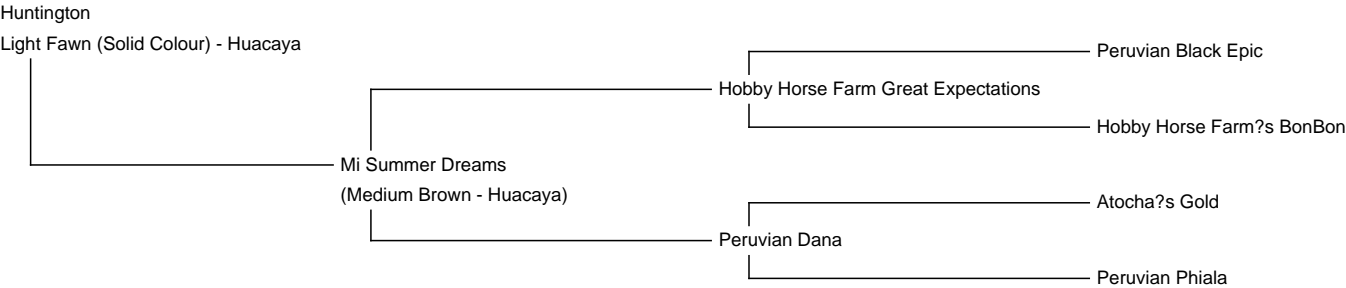 Huntington
Light Fawn (Solid Colour) - Huacaya
Peruvian Black Epic
Hobby Horse Farm Great Expectations
Hobby Horse Farm?s BonBon
Mi Summer Dreams
(Medium Brown - Huacaya)
Atocha?s Gold
Peruvian Dana
Peruvian Phiala